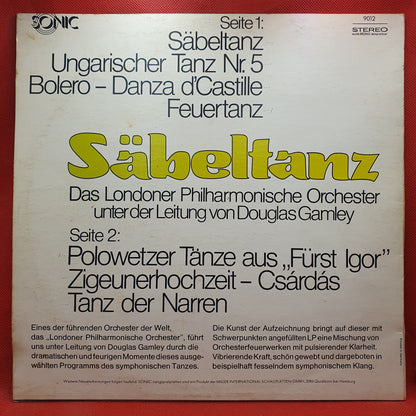 SONIC
Seite 1:
9012
STEREO
Säbeltanz
Ungarischer Tanz Nr. 5
Bolero – Danza d'Castille
Feuertanz
Säbeltanz
Das Londoner Philharmonische Orchester
unter der Leitung von Douglas Gamley
Seite 2:
Polowetzer Tänze aus „Fürst Igor"
Zigeunerhochzeit – Csárdás
Tanz der Narren
Eines der führenden Orchester der Welt,
das „Londoner Philharmonische Orchester", führt
uns unter der Leitung von Douglas Gamley durch die
dramatischen und feurigen Momente dieses ausge-
wählten Programms des symphonischen Tanzes.
Die Kunst der Aufzeichnung bringt auf dieser mit
Schwerpunkten angefüllten LP eine Mischung von
Orchesterfeuerwerken mit pulsierender Klarheit.
Vibrierende Kraft, schön gewebt und dargeboten in
beispielhaft fesselndem symphonischem Klang.